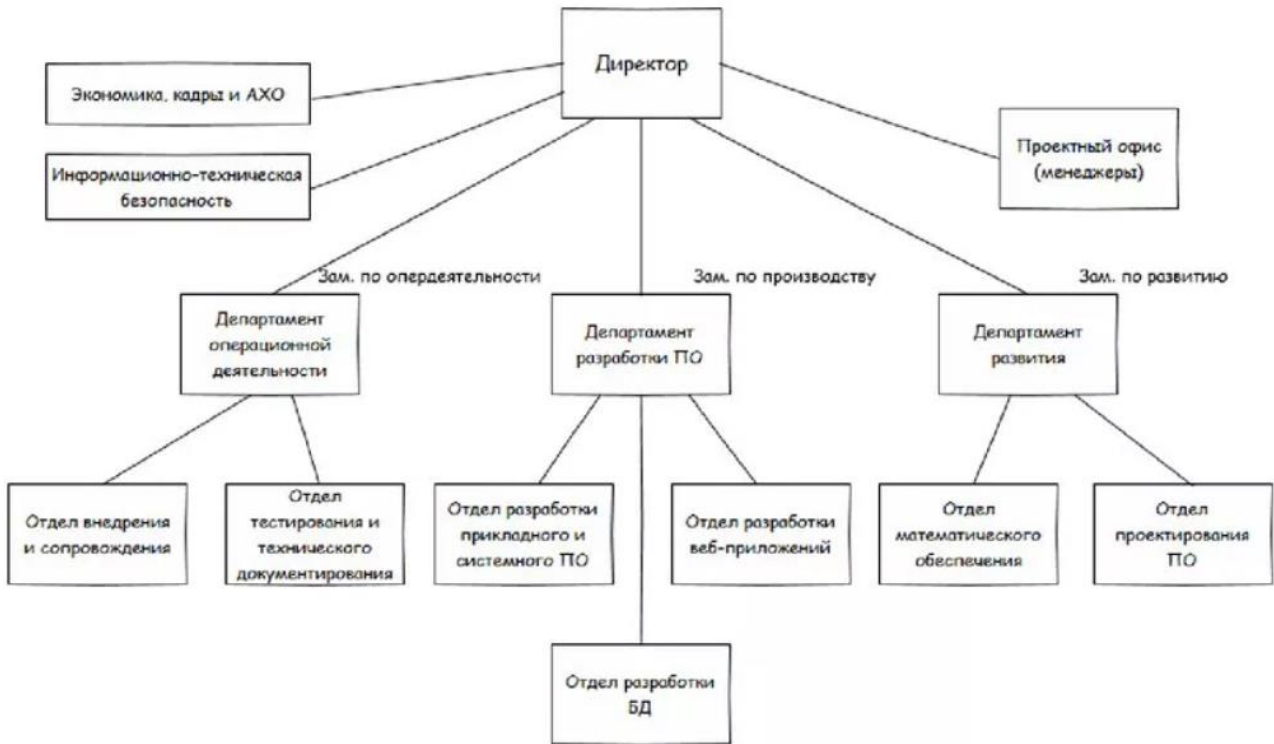 Директор
Экономика, кадры и АХО
Информационно-техническая
безопасность
Проектный офис
(менеджеры)
Зам. по опердеятельности
Зам. по производству
Зам. по развитию
Департамент
операционной
деятельности
Департамент
разработки ПО
Департамент
развития
Отдел внедрения
и сопровождения
Отдел
тестирования и
технического
документирования
Отдел разработки
прикладного и
системного ПО
Отдел разработки
веб-приложений
Отдел
математического
обеспечения
Отдел
проектирования
ПО
Отдел разработки
БД